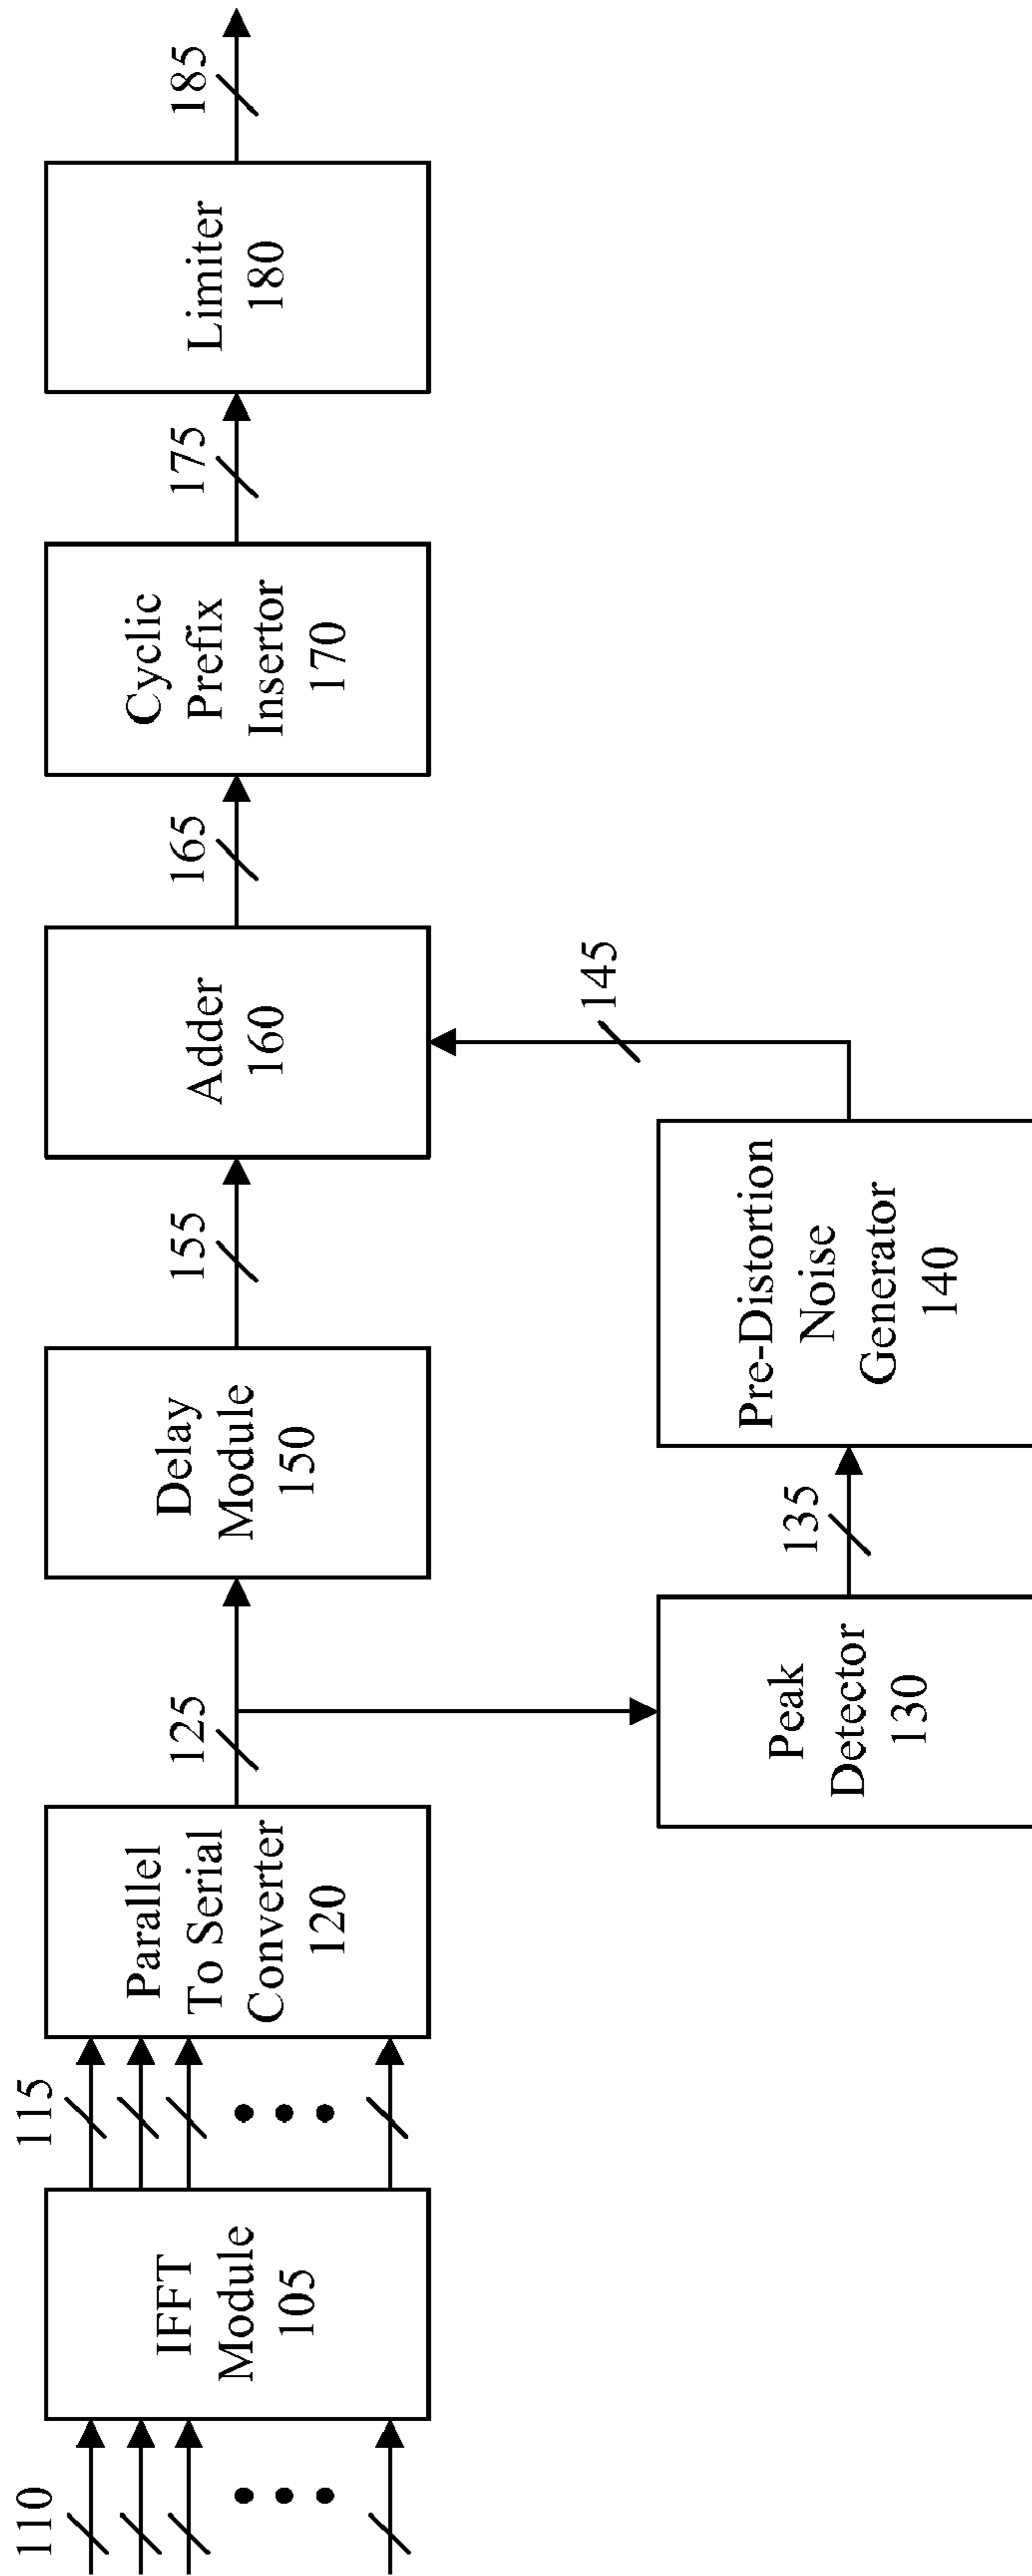 110
IFFT
Module
105
115
Parallel
To Serial
Converter
120
125
Delay
Module
150
155
Adder
160
165
Cyclic
Prefix
Insertor
170
175
Limiter
180
185
Peak
Detector
130
135
Pre-Distortion
Noise
Generator
140
145